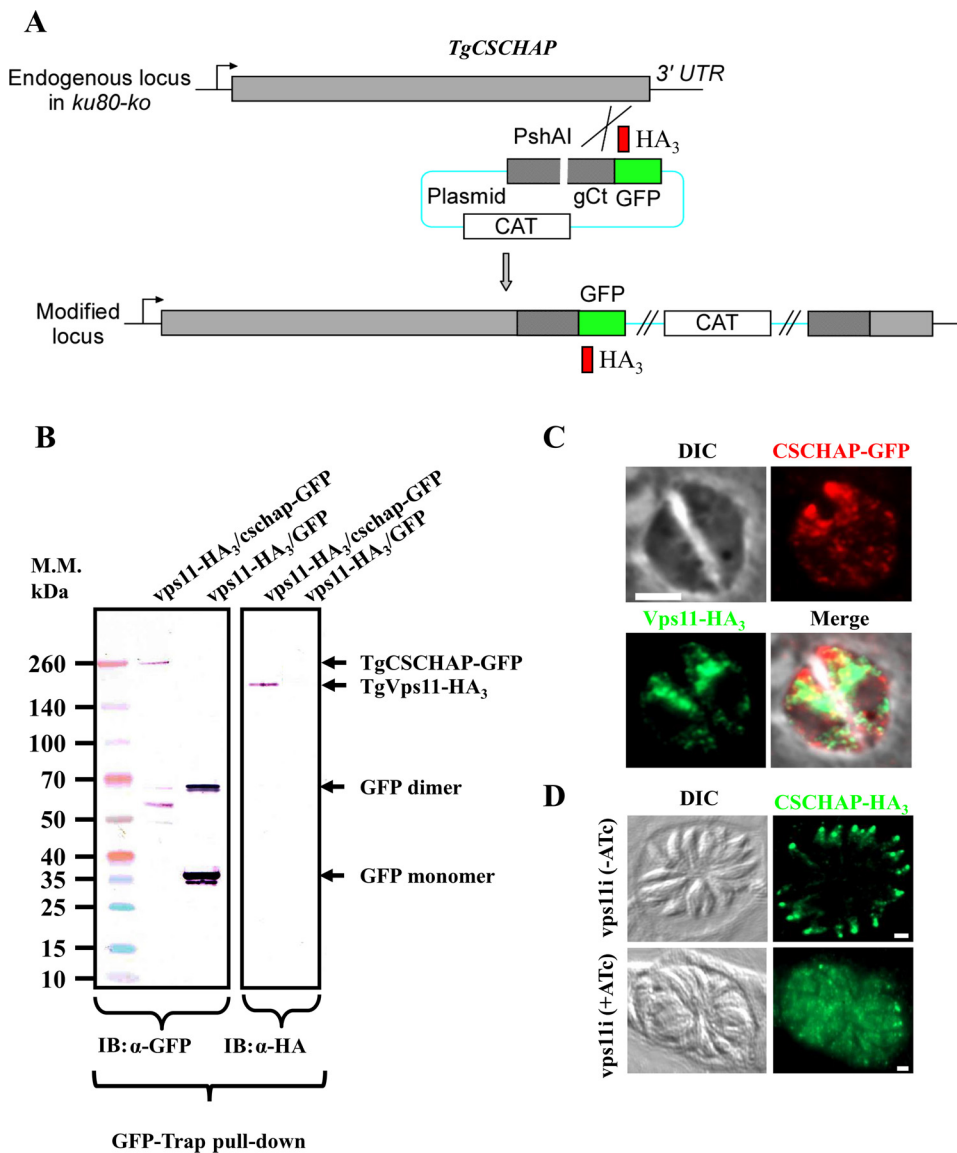 A
TgCSCHAP
Endogenous locus
in ku80-ko
3' UTR
PshAI
HA3
Plasmid
gCt
GFP
CAT
GFP
Modified
locus
CAT
HA3
B
M.M.
kDa
vps11-HA3/cschap-GFP
vps11-HA3/GFP
vps11-HA3/cschap-GFP
vps11-HA3/GFP
260
140
100
70
50
40
35
25
15
10
TgCSCHAP-GFP
TgVps11-HA3
GFP dimer
GFP monomer
IB:α-GFP
IB:α-HA
GFP-Trap pull-down
C
DIC
CSCHAP-GFP
Vps11-HA3
Merge
D
DIC
CSCHAP-HA3
vps11i (-ATc)
vps11i (+ATc)